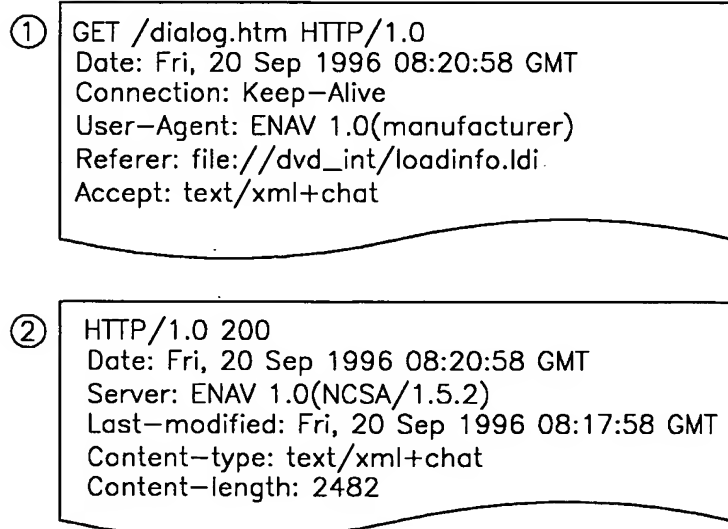 ① GET /dialog.htm HTTP/1.0
Date: Fri, 20 Sep 1996 08:20:58 GMT
Connection: Keep-Alive
User-Agent: ENAV 1.0(manufacturer)
Referer: file://dvd_int/loadinfo.ldi
Accept: text/xml+chat
② HTTP/1.0 200
Date: Fri, 20 Sep 1996 08:20:58 GMT
Server: ENAV 1.0(NCSA/1.5.2)
Last-modified: Fri, 20 Sep 1996 08:17:58 GMT
Content-type: text/xml+chat
Content-length: 2482